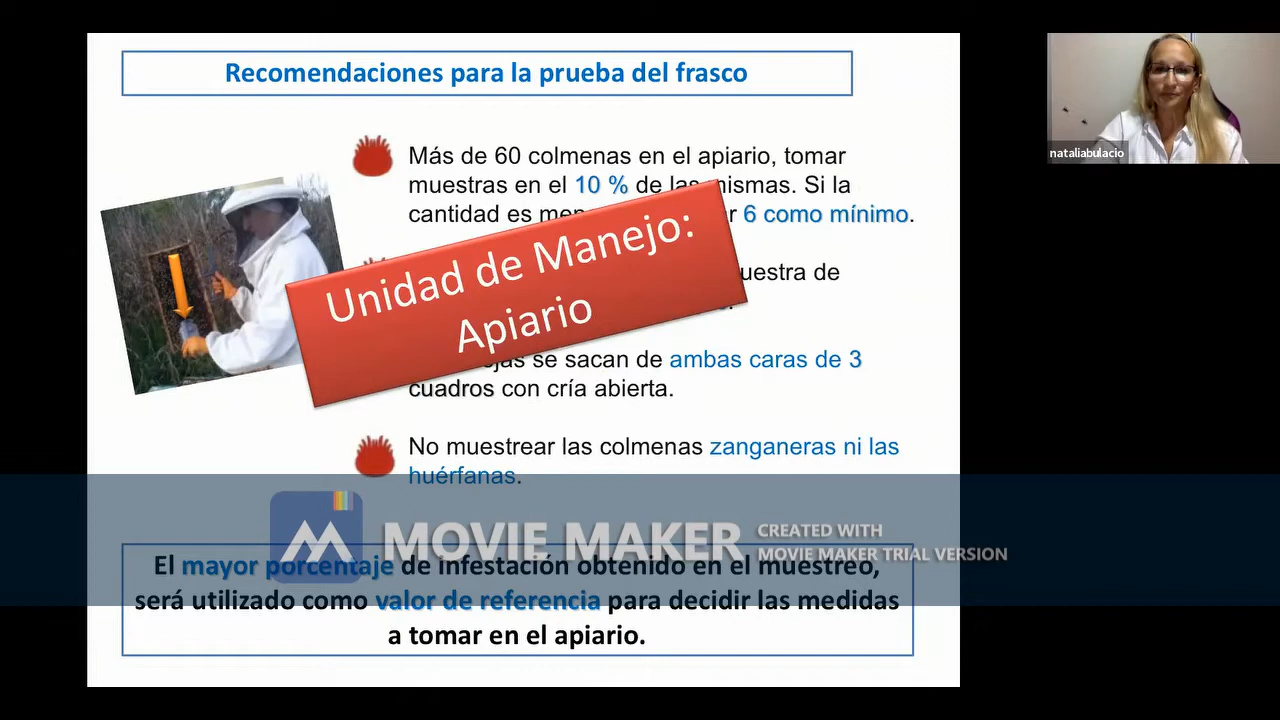 Recomendaciones para la prueba del frasco
Más de 60 colmenas en el apiario, tomar
muestras en el 10 % de las mismas. Si la
cantidad es 6 como mínimo.
de
Unidad de Manejo:
Apiario
se sacan de ambas caras de 3
cuadros con cría abierta.
No muestrear las colmenas zanganeras ni las
huérfanas.
MOVIE MAKER
CREATED WITH
MOVIE MAKER TRIAL VERSION
El mayor porcentaje de infestación obtenido en el muestreo,
será utilizado como valor de referencia para decidir las medidas
a tomar en el apiario.
nataliabulacio